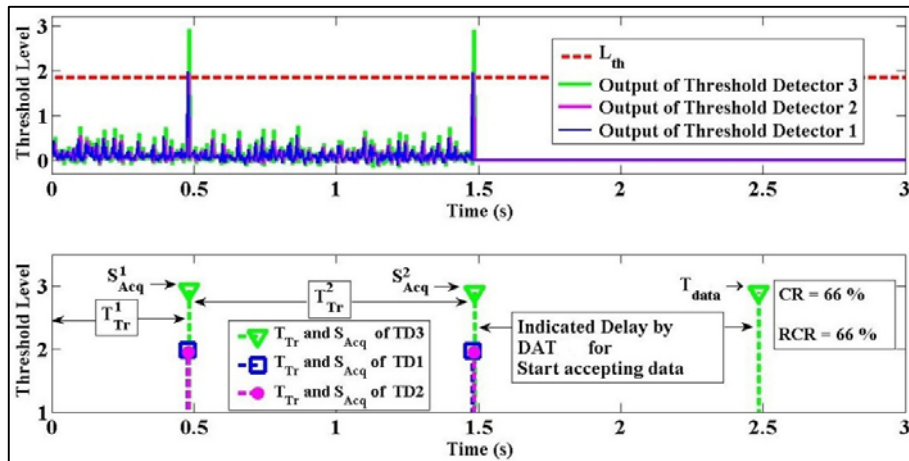 Threshold Level
3
2
1
0
L_th
Output of Threshold Detector 3
Output of Threshold Detector 2
Output of Threshold Detector 1
0 0.5 1 1.5 2 2.5 3
Time (s)
Threshold Level
3
2
1
S^1_Acq
S^2_Acq
T_data
T^1_Tr
T^2_Tr
T_Tr and S_Acq of TD3
T_Tr and S_Acq of TD1
T_Tr and S_Acq of TD2
Indicated Delay by
DAT for
Start accepting data
CR = 66 %
RCR = 66 %
0 0.5 1 1.5 2 2.5 3
Time (s)